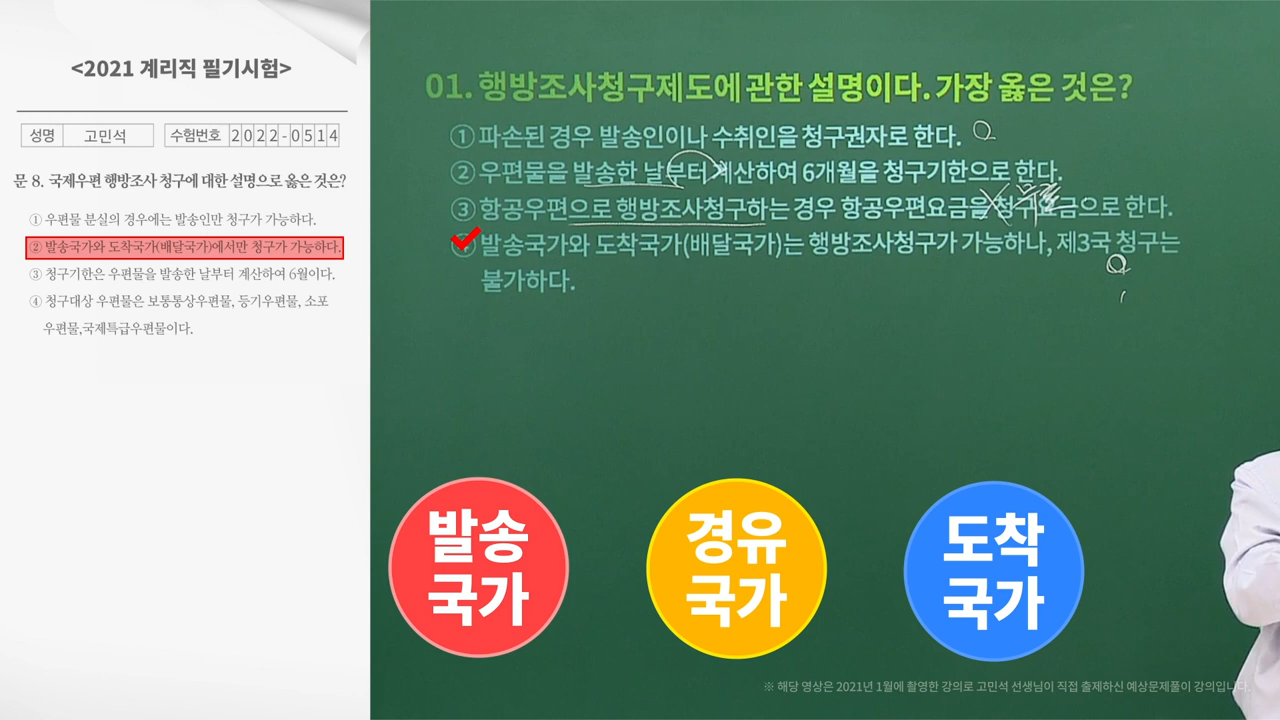 <2021 계리직 필기시험>
성명 고민석 수험번호 2022-0514
문 8. 국제우편 행방조사 청구에 대한 설명으로 옳은 것은?
① 우편물 분실의 경우에는 발송인만 청구가 가능하다.
② 발송국가와 도착국가(배달국가)에서만 청구가 가능하다.
③ 청구기한은 우편물을 발송한 날부터 계산하여 6월이다.
④ 청구대상 우편물은 보통통상우편물, 등기우편물, 소포
우편물,국제특급우편물이다.
01. 행방조사청구제도에 관한 설명이다. 가장 옳은 것은?
① 파손된 경우 발송인이나 수취인을 청구권자로 한다.
② 우편물을 발송한 날부터 계산하여 6개월을 청구기한으로 한다.
③ 항공우편으로 행방조사청구하는 경우 항공우편요금을 청구요금으로 한다.
④ 발송국가와 도착국가(배달국가)는 행방조사청구가 가능하나, 제3국 청구는
불가하다.
발송
국가
경유
국가
도착
국가
※ 해당 영상은 2021년 1월에 촬영한 강의로 고민석 선생님이 직접 출제하신 예상문제풀이 강의입니다.